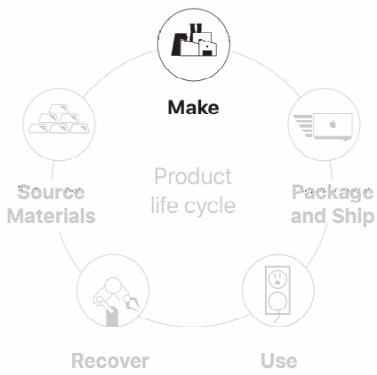 Make
Product
life cycle
Source
Materials
Package
and Ship
Recover
Use